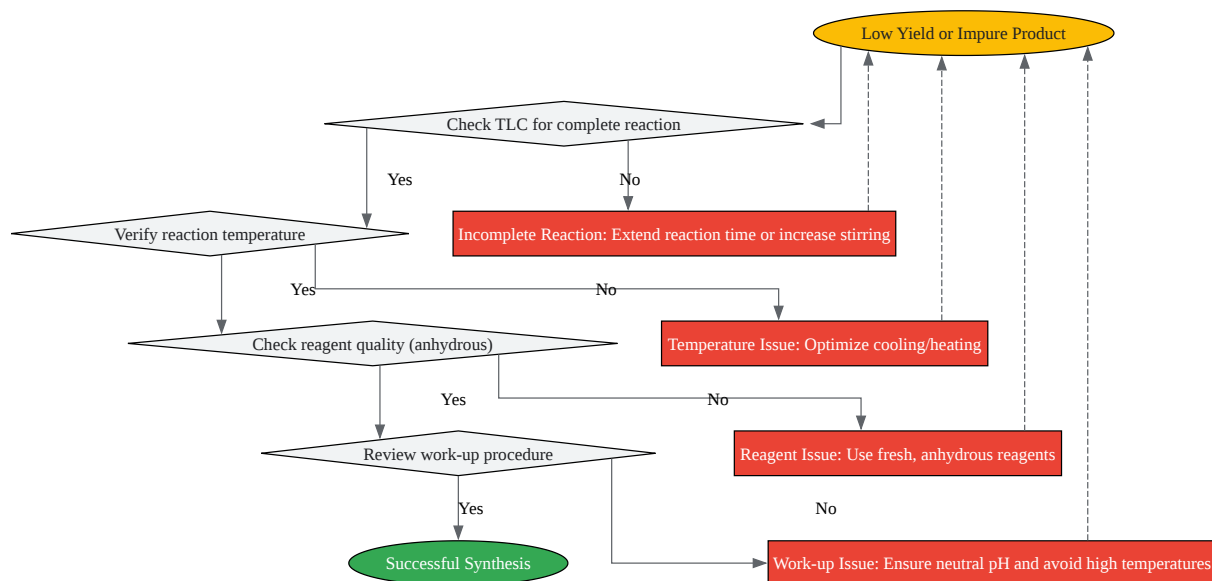 Low Yield or Impure Product
Check TLC for complete reaction
Yes
No
Verify reaction temperature
Incomplete Reaction: Extend reaction time or increase stirring
Yes
No
Check reagent quality (anhydrous)
Temperature Issue: Optimize cooling/heating
Yes
No
Review work-up procedure
Reagent Issue: Use fresh, anhydrous reagents
Yes
No
Successful Synthesis
Work-up Issue: Ensure neutral pH and avoid high temperatures